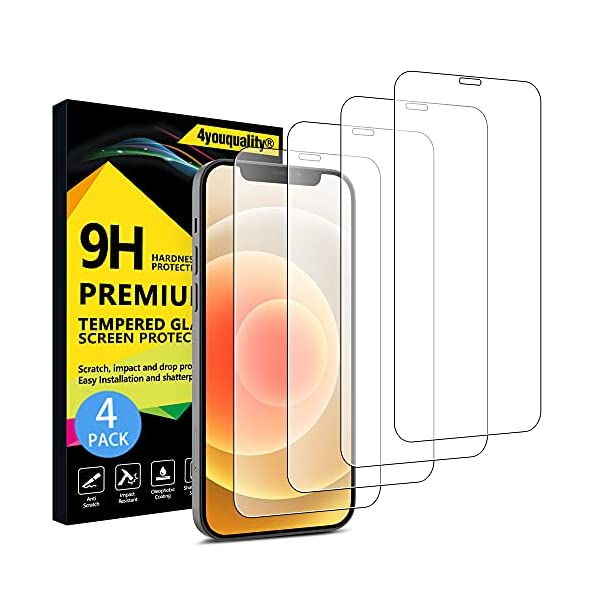 4youquality®
9H
HARDNES
PROTECTI
PREMIU
TEMPERED GLA
SCREEN PROTEC
Scratch, impact and drop pro
Easy Installation and shatterp
4
PACK
Anti
Scratch
Impact
Resistant
Oleophobic
Coating